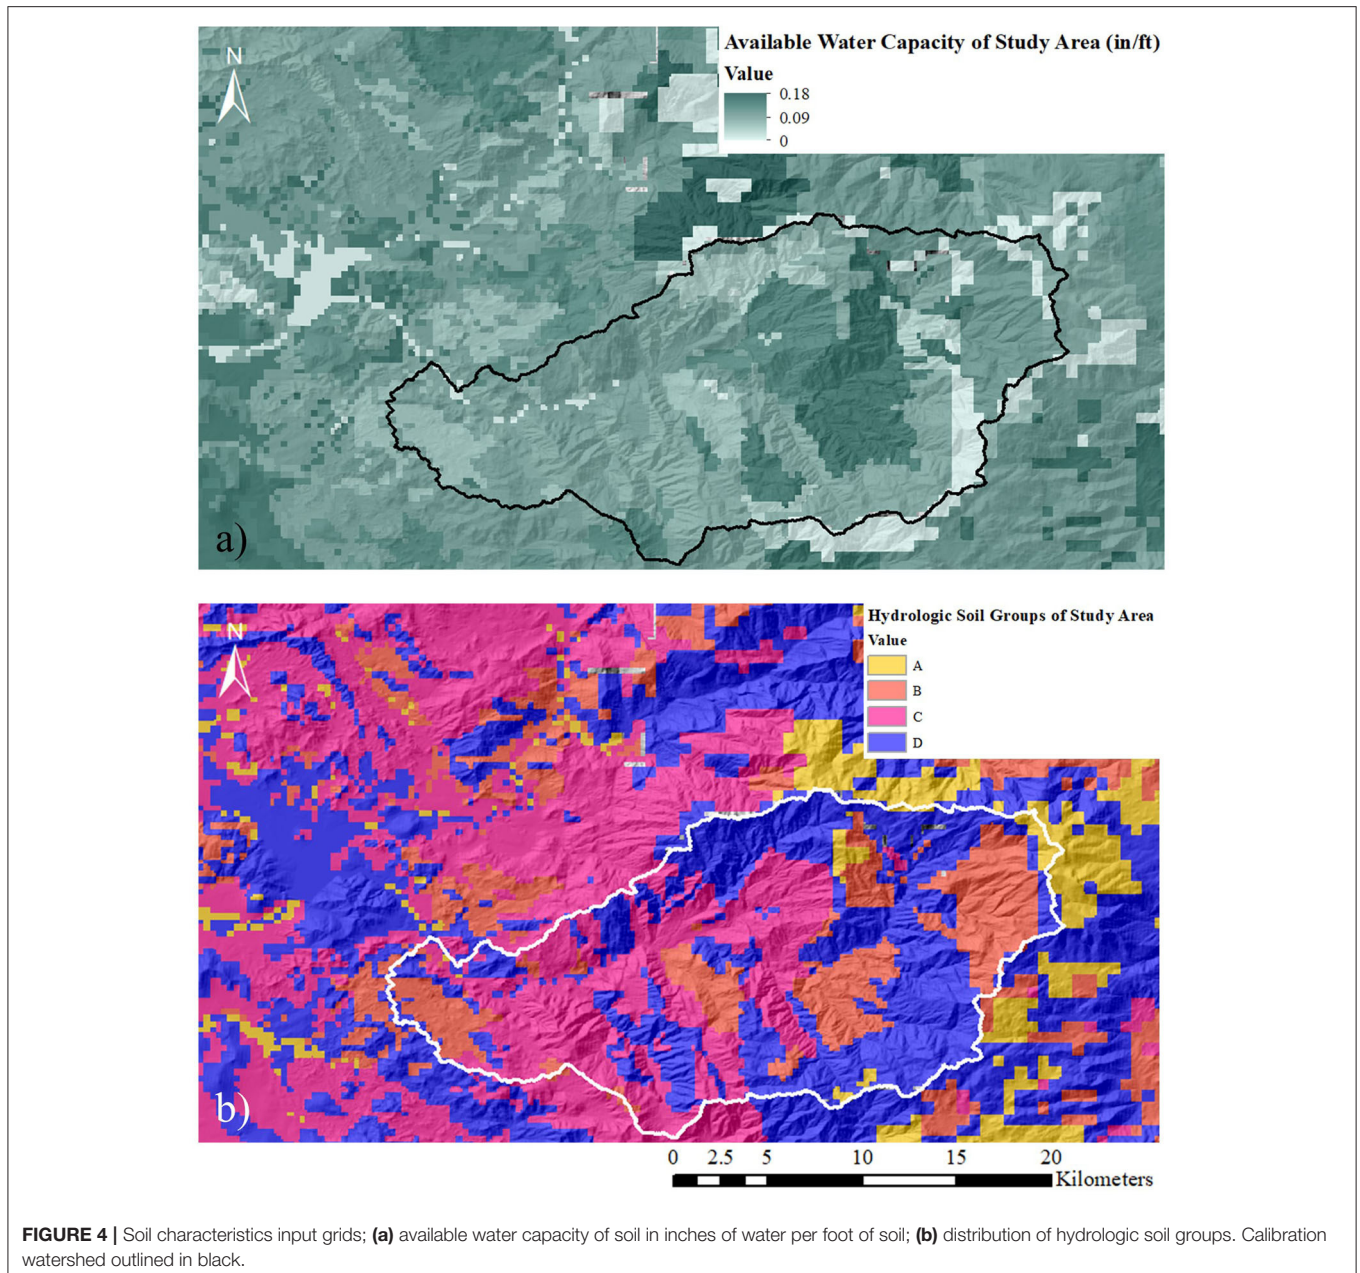 Available Water Capacity of Study Area (in/ft)
Value
0.18
0.09
0
N
a)
Hydrologic Soil Groups of Study Area
Value
A
B
C
D
N
b)
0 2.5 5 10 15 20
Kilometers
FIGURE 4 | Soil characteristics input grids; (a) available water capacity of soil in inches of water per foot of soil; (b) distribution of hydrologic soil groups. Calibration
watershed outlined in black.